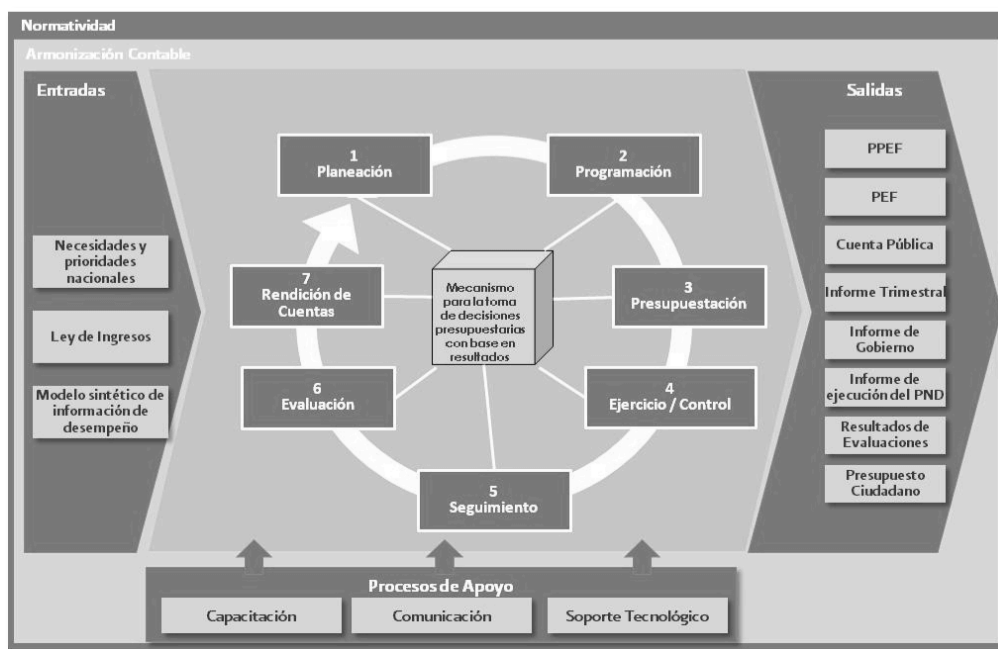 Normatividad
Armonización Contable
Entradas
Necesidades y
prioridades
nacionales
Ley de Ingresos
Modelo sintético de
información de
desempeño
1
Planeación
2
Programación
3
Presupuestación
4
Ejercicio / Control
5
Seguimiento
6
Evaluación
7
Rendición de
Cuentas
Mecanismo
para la toma
de decisiones
presupuestarias
con base en
resultados
Salidas
PPEF
PEF
Cuenta Pública
Informe Trimestral
Informe de
Gobierno
Informe de
ejecución del PND
Resultados de
Evaluaciones
Presupuesto
Ciudadano
Procesos de Apoyo
Capacitación
Comunicación
Soporte Tecnológico